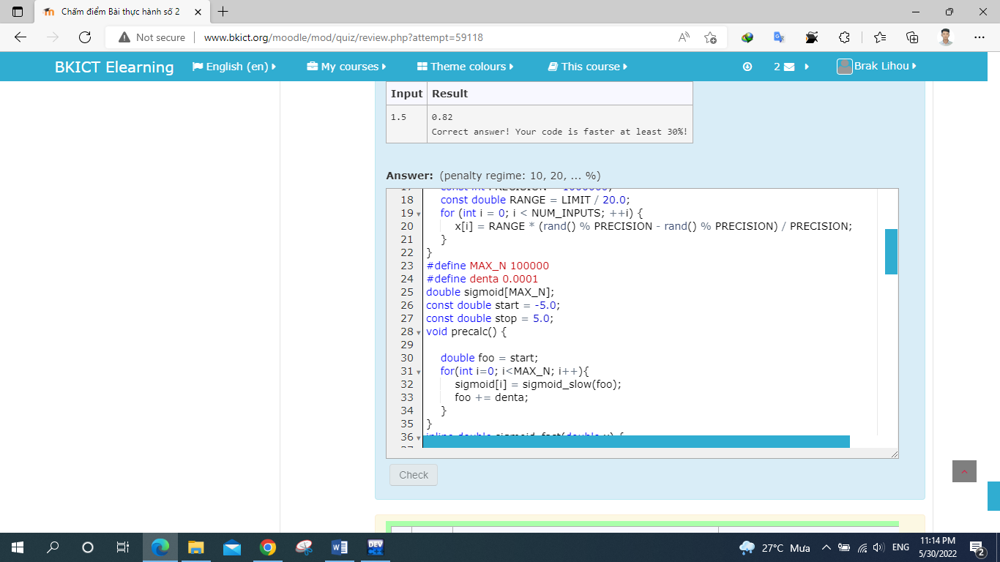 Chấm điểm Bài thực hành số 2
Not secure www.bkict.org/moodle/mod/quiz/review.php?attempt=59118
BKICT Elearning English (en) My courses Theme colours This course 2 Brak Lihou
Input Result
1.5 0.82
Correct answer! Your code is faster at least 30%!
Answer: (penalty regime: 10, 20, ... %)
18 const double RANGE = LIMIT / 20.0;
19 for (int i = 0; i < NUM_INPUTS; ++i) {
20 x[i] = RANGE * (rand() % PRECISION - rand() % PRECISION) / PRECISION;
21 }
22 }
23 #define MAX_N 100000
24 #define denta 0.0001
25 double sigmoid[MAX_N];
26 const double start = -5.0;
27 const double stop = 5.0;
28 void precalc() {
29
30 double foo = start;
31 for(int i=0; i<MAX_N; i++){
32 sigmoid[i] = sigmoid_slow(foo);
33 foo += denta;
34 }
35 }
36
Check
27°C Mưa ENG 11:14 PM
5/30/2022
2
DEV